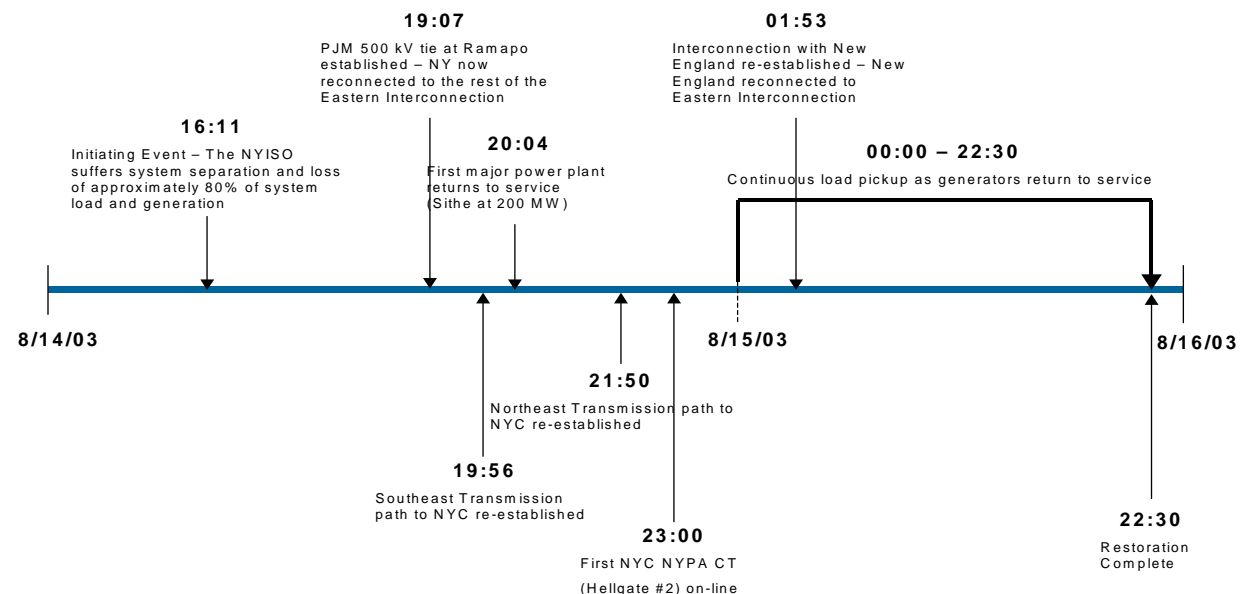 19:07
PJM 500 kV tie at Ramapo
established – NY now
reconnected to the rest of the
Eastern Interconnection
01:53
Interconnection with New
England re-established – New
England reconnected to
Eastern Interconnection
16:11
Initiating Event – The NYISO
suffers system separation and loss
of approximately 80% of system
load and generation
20:04
First major power plant
returns to service
(Sithe at 200 MW)
00:00 – 22:30
Continuous load pickup as generators return to service
8/14/03
8/15/03
8/16/03
21:50
Northeast Transmission path to
NYC re-established
19:56
Southeast Transmission
path to NYC re-established
23:00
First NYC NYPA CT
(Hellgate #2) on-line
22:30
Restoration
Complete